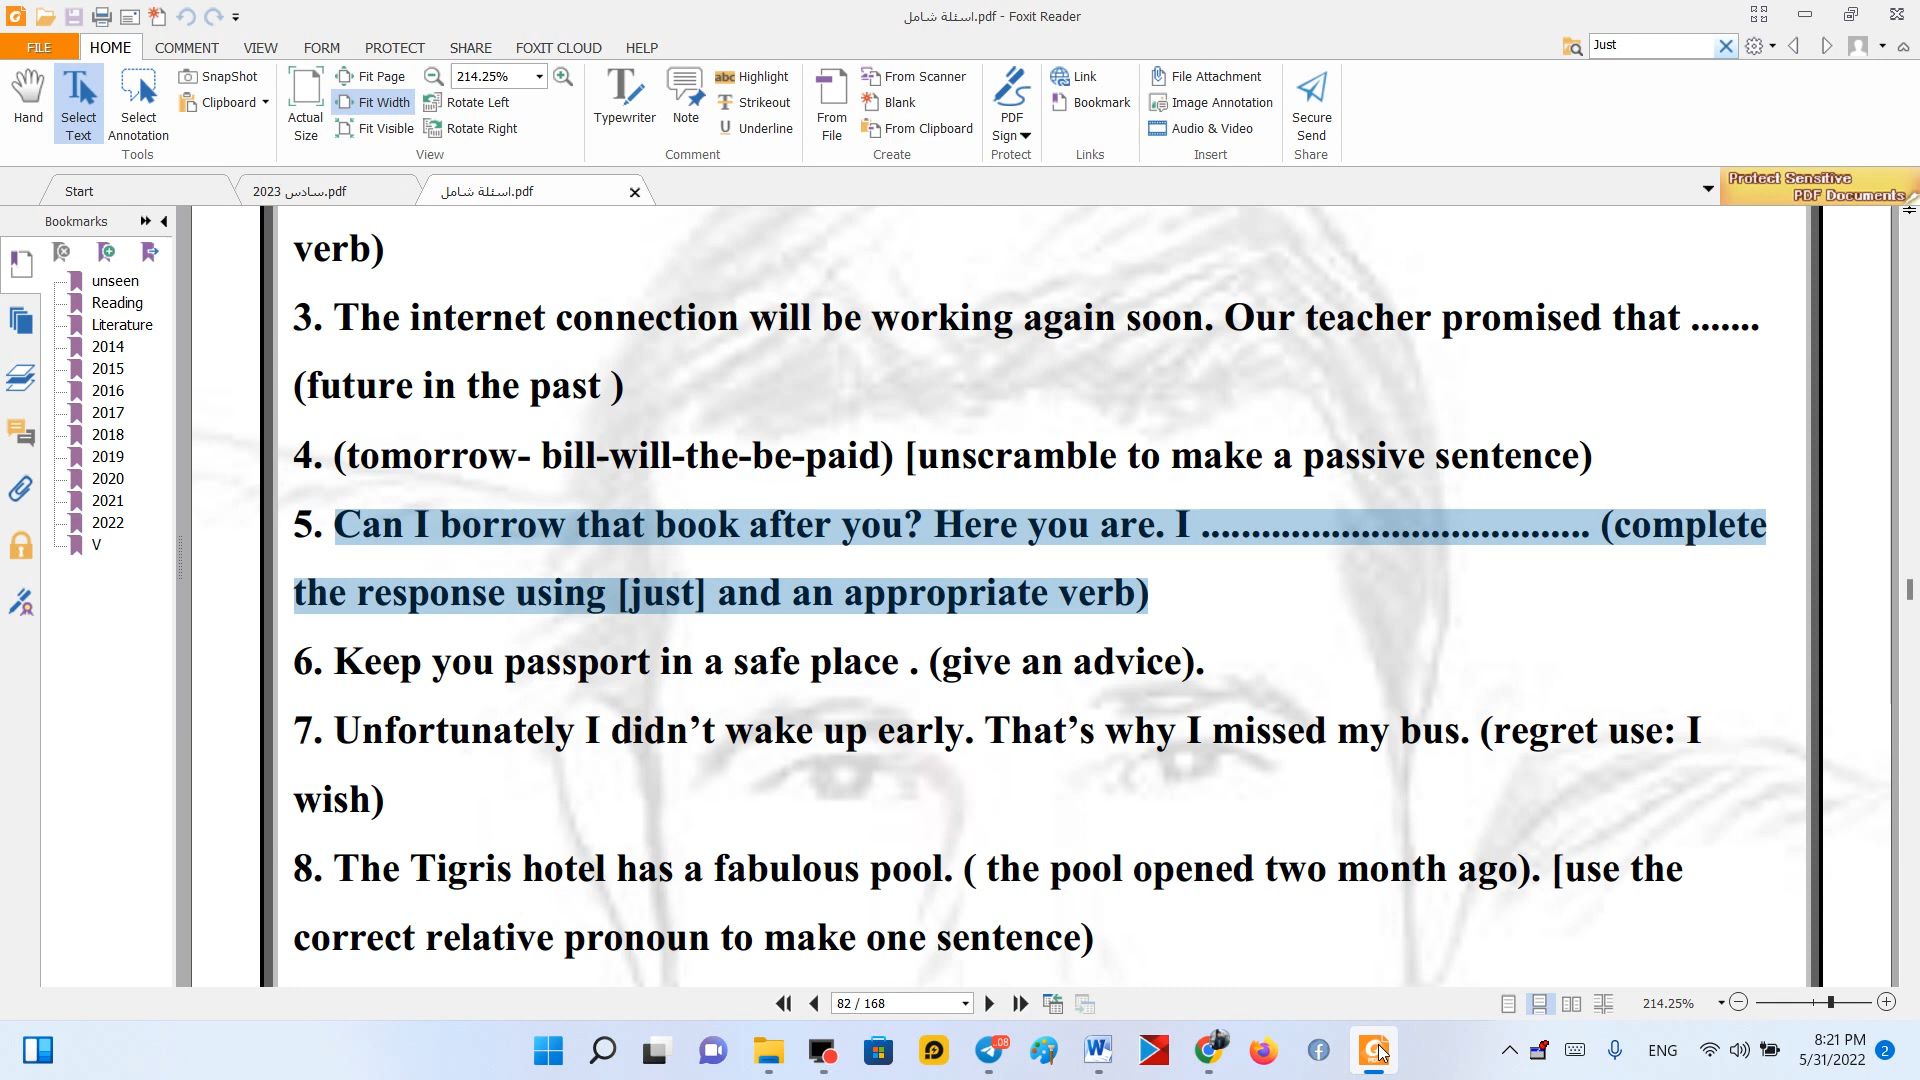 اسئلة شامل.pdf - Foxit Reader
FILE HOME COMMENT VIEW FORM PROTECT SHARE FOXIT CLOUD HELP Just
SnapShot Fit Page 214.25% Highlight From Scanner Link File Attachment
Clipboard Fit Width Rotate Left Strikeout Blank Bookmark Image Annotation
Fit Visible Rotate Right Underline From Clipboard Audio & Video
Hand Select Text Select Annotation Actual Size Typewriter Note From File PDF Sign Secure Send
Tools View Comment Create Protect Links Insert Share
Start سادس 2023.pdf اسئلة شامل.pdf
Protect Sensitive
PDF Documents
Bookmarks
unseen
Reading
Literature
2014
2015
2016
2017
2018
2019
2020
2021
2022
V
verb)
3. The internet connection will be working again soon. Our teacher promised that .......
(future in the past )
4. (tomorrow- bill-will-the-be-paid) [unscramble to make a passive sentence)
5. Can I borrow that book after you? Here you are. I ....................................... (complete
the response using [just] and an appropriate verb)
6. Keep you passport in a safe place . (give an advice).
7. Unfortunately I didn’t wake up early. That’s why I missed my bus. (regret use: I
wish)
8. The Tigris hotel has a fabulous pool. ( the pool opened two month ago). [use the
correct relative pronoun to make one sentence)
82 / 168 214.25%
ENG 8:21 PM
5/31/2022 2